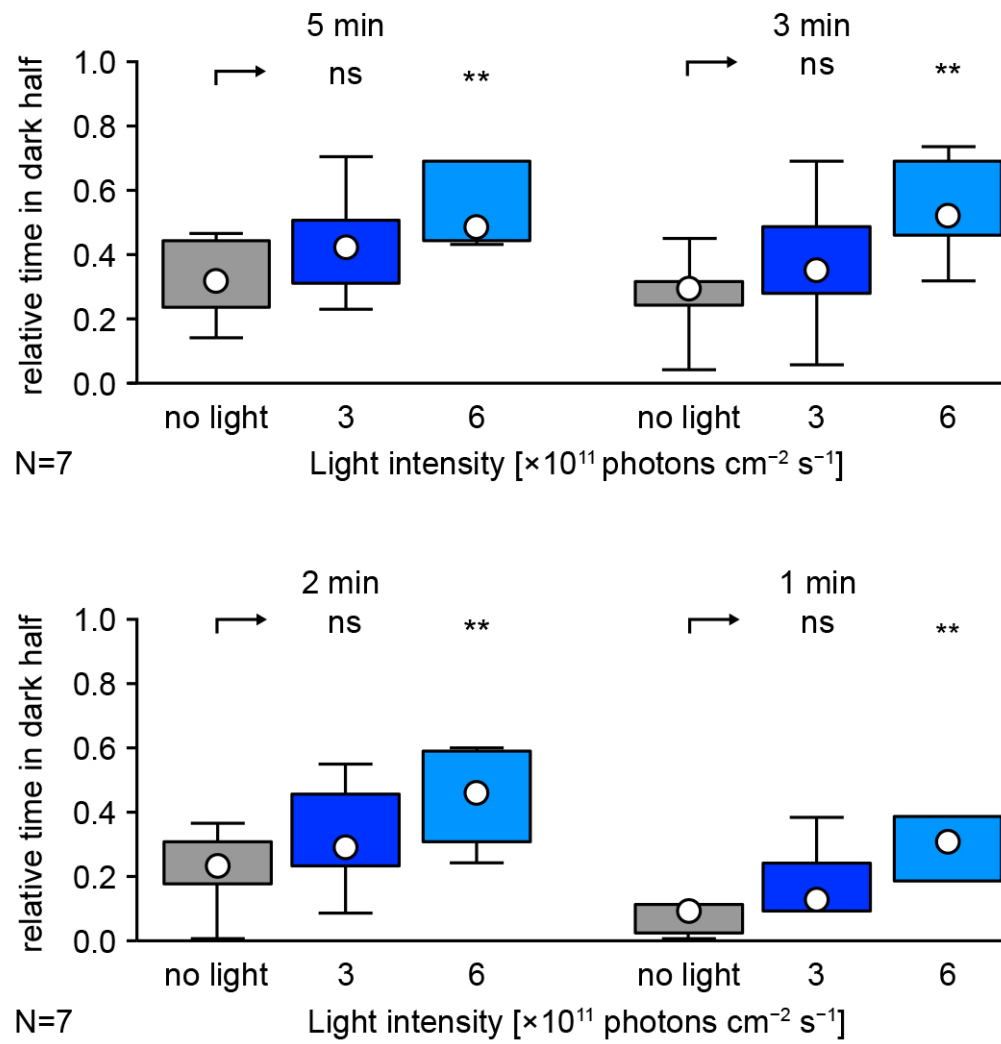 5 min
3 min
relative time in dark half
1.0
0.8
0.6
0.4
0.2
0.0
ns
**
ns
**
no light 3 6 no light 3 6
N=7 Light intensity [×10¹¹ photons cm⁻² s⁻¹]
2 min
1 min
relative time in dark half
1.0
0.8
0.6
0.4
0.2
0.0
ns
**
ns
**
no light 3 6 no light 3 6
N=7 Light intensity [×10¹¹ photons cm⁻² s⁻¹]